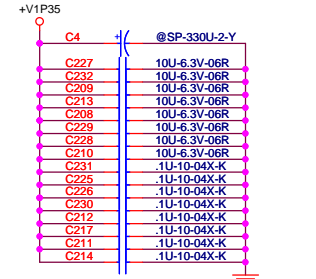 +V1P35
C4 + @SP-330U-2-Y
C227 10U-6.3V-06R
C232 10U-6.3V-06R
C209 10U-6.3V-06R
C213 10U-6.3V-06R
C208 10U-6.3V-06R
C229 10U-6.3V-06R
C228 10U-6.3V-06R
C210 10U-6.3V-06R
C231 .1U-10-04X-K
C225 .1U-10-04X-K
C226 .1U-10-04X-K
C230 .1U-10-04X-K
C212 .1U-10-04X-K
C217 .1U-10-04X-K
C211 .1U-10-04X-K
C214 .1U-10-04X-K